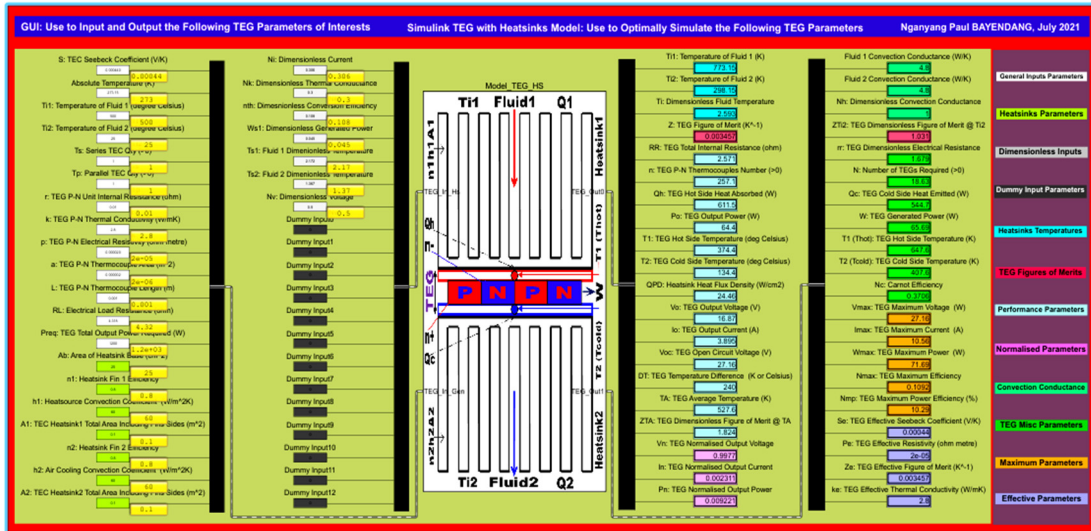 GUI: Use to Input and Output the Following TEG Parameters of Interests
Simulink TEG with Heatsinks Model: Use to Optimally Simulate the Following TEG Parameters
Nganyang Paul BAYENDANG, July 2021
S: TEC Seebeck Coefficient (V/K)
0.00044
Absolute Temperature (K)
273
Ti1: Temperature of Fluid 1 (degree Celsius)
500
Ti2: Temperature of Fluid 2 (degree Celsius)
25
Ts: Series TEC Qty (>0)
1
Tp: Parallel TEC Qty (>0)
1
r: TEG P-N Unit Internal Resistance (ohm)
0.01
k: TEG P-N Thermal Conductivity (W/mK)
2.8
p: TEG P-N Electrical Resistivity (ohm metre)
2e-05
a: TEG P-N Thermocouple Area (m^2)
2e-06
L: TEG P-N Thermocouple Length (m)
0.001
RL: Electrical Load Resistance (ohm)
4.32
Preq: TEG Total Output Power Required (W)
1.2e+03
Ab: Area of Heatsink Base (cm^2)
25
n1: Heatsink Fin 1 Efficiency
0.8
h1: Heatsource Convection Coefficient (W/m^2K)
60
A1: TEC Heatsink1 Total Area Including Fins Sides (m^2)
0.1
n2: Heatsink Fin 2 Efficiency
0.8
h2: Air Cooling Convection Coefficient (W/m^2K)
60
A2: TEC Heatsink2 Total Area Including Fins Sides (m^2)
0.1
Ni: Dimensionless Current
0.386
Nk: Dimensionless Thermal Conductance
0.3
nth: Dimensionless Conversion Efficiency
0.108
Ws1: Dimensionless Generated Power
0.045
Ts1: Fluid 1 Dimensionless Temperature
2.17
Ts2: Fluid 2 Dimensionless Temperature
1.37
Nv: Dimensionless Voltage
0.5
Dummy Input0
Dummy Input1
Dummy Input2
Dummy Input3
Dummy Input4
Dummy Input5
Dummy Input6
Dummy Input7
Dummy Input8
Dummy Input9
Dummy Input10
Dummy Input11
Dummy Input12
Model_TEG_HS
Ti1 Fluid1 Q1
n1h1A1
Heatsink1
TEG_In_Hs
TEG_Out0
T1 (Thot)
TEG
P N P N
W
T2 (Tcold)
TEG_In_Gen
TEG_Out1
n2h2A2
Heatsink2
Ti2 Fluid2 Q2
Ti1: Temperature of Fluid 1 (K)
773.15
Ti2: Temperature of Fluid 2 (K)
298.15
Ti: Dimensionless Fluid Temperature
2.593
Z: TEG Figure of Merit (K^-1)
0.003457
RR: TEG Total Internal Resistance (ohm)
2.571
n: TEG P-N Thermocouples Number (>0)
257.1
Qh: TEG Hot Side Heat Absorbed (W)
611.5
Po: TEG Output Power (W)
64.4
T1: TEG Hot Side Temperature (deg Celsius)
374.4
T2: TEG Cold Side Temperature (deg Celsius)
134.4
QPD: Heatsink Heat Flux Density (W/cm2)
24.46
Vo: TEG Output Voltage (V)
16.87
Io: TEG Output Current (A)
3.895
Voc: TEG Open Circuit Voltage (V)
27.16
DT: TEG Temperature Difference (K or Celsius)
240
TA: TEG Average Temperature (K)
527.6
ZTA: TEG Dimensionless Figure of Merit @ TA
1.824
Vn: TEG Normalised Output Voltage
0.9977
In: TEG Normalised Output Current
0.002311
Pn: TEG Normalised Output Power
0.009221
Fluid 1 Convection Conductance (W/K)
4.8
Fluid 2 Convection Conductance (W/K)
4.8
Nh: Dimensionless Convection Conductance
1
ZTi2: TEG Dimensionless Figure of Merit @ Ti2
1.031
rr: TEG Dimensionless Electrical Resistance
1.679
N: Number of TEGs Required (>0)
18.63
Qc: TEG Cold Side Heat Emitted (W)
544.7
W: TEG Generated Power (W)
65.69
T1 (Thot): TEG Hot Side Temperature (K)
647.6
T2 (Tcold): TEG Cold Side Temperature (K)
407.6
Nc: Carnot Efficiency
0.3706
Vmax: TEG Maximum Voltage (W)
27.16
Imax: TEG Maximum Current (A)
10.56
Wmax: TEG Maximum Power (W)
71.69
Nmax: TEG Maximum Efficiency
0.1092
Nmp: TEG Maximum Power Efficiency (%)
10.29
Se: TEG Effective Seebeck Coefficient (V/K)
0.00044
Pe: TEG Effective Resistivity (ohm metre)
2e-05
Ze: TEG Effective Figure of Merit (K^-1)
0.003457
ke: TEG Effective Thermal Conductivity (W/mK)
2.8
General Inputs Parameters
Heatsinks Parameters
Dimensionless Inputs
Dummy Input Parameters
Heatsinks Temperatures
TEG Figures of Merits
Performance Parameters
Normalised Parameters
Convection Conductance
TEG Misc Parameters
Maximum Parameters
Effective Parameters